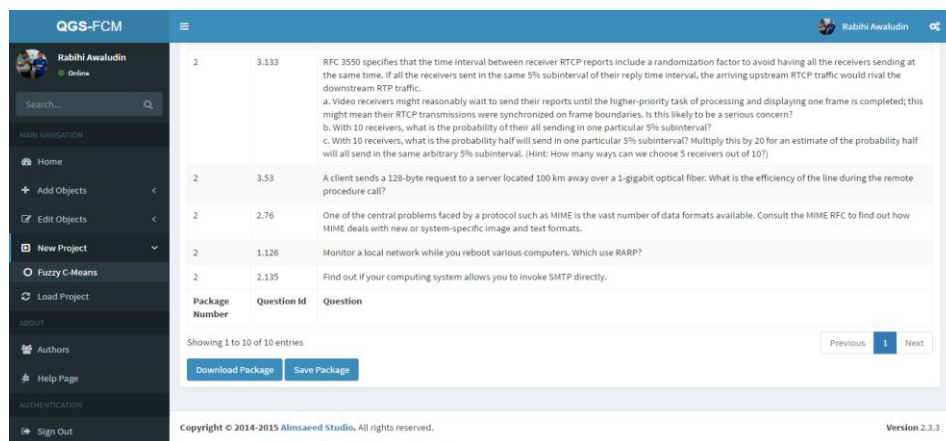 QGS-FCM
Rabihi Awaludin
Rabihi Awaludin
Online
Search...
MAIN NAVIGATION
Home
Add Objects
Edit Objects
New Project
Fuzzy C-Means
Load Project
ABOUT
Authors
Help Page
AUTHENTICATION
Sign Out
2 3.133 RFC 3550 specifies that the time interval between receiver RTCP reports include a randomization factor to avoid having all the receivers sending at
the same time. If all the receivers sent in the same 5% subinterval of their reply time interval, the arriving upstream RTCP traffic would rival the
downstream RTP traffic.
a. Video receivers might reasonably wait to send their reports until the higher-priority task of processing and displaying one frame is completed; this
might mean their RTCP transmissions were synchronized on frame boundaries. Is this likely to be a serious concern?
b. With 10 receivers, what is the probability of their all sending in one particular 5% subinterval?
c. With 10 receivers, what is the probability half will send in one particular 5% subinterval? Multiply this by 20 for an estimate of the probability half
will all send in the same arbitrary 5% subinterval. (Hint: How many ways can we choose 5 receivers out of 10?)
2 3.53 A client sends a 128-byte request to a server located 100 km away over a 1-gigabit optical fiber. What is the efficiency of the line during the remote
procedure call?
2 2.76 One of the central problems faced by a protocol such as MIME is the vast number of data formats available. Consult the MIME RFC to find out how
MIME deals with new or system-specific image and text formats.
2 1.126 Monitor a local network while you reboot various computers. Which use RARP?
2 2.135 Find out if your computing system allows you to invoke SMTP directly.
Package Question Id Question
Number
Showing 1 to 10 of 10 entries
Previous 1 Next
Download Package Save Package
Copyright © 2014-2015 Almsaeed Studio. All rights reserved.
Version 2.3.3